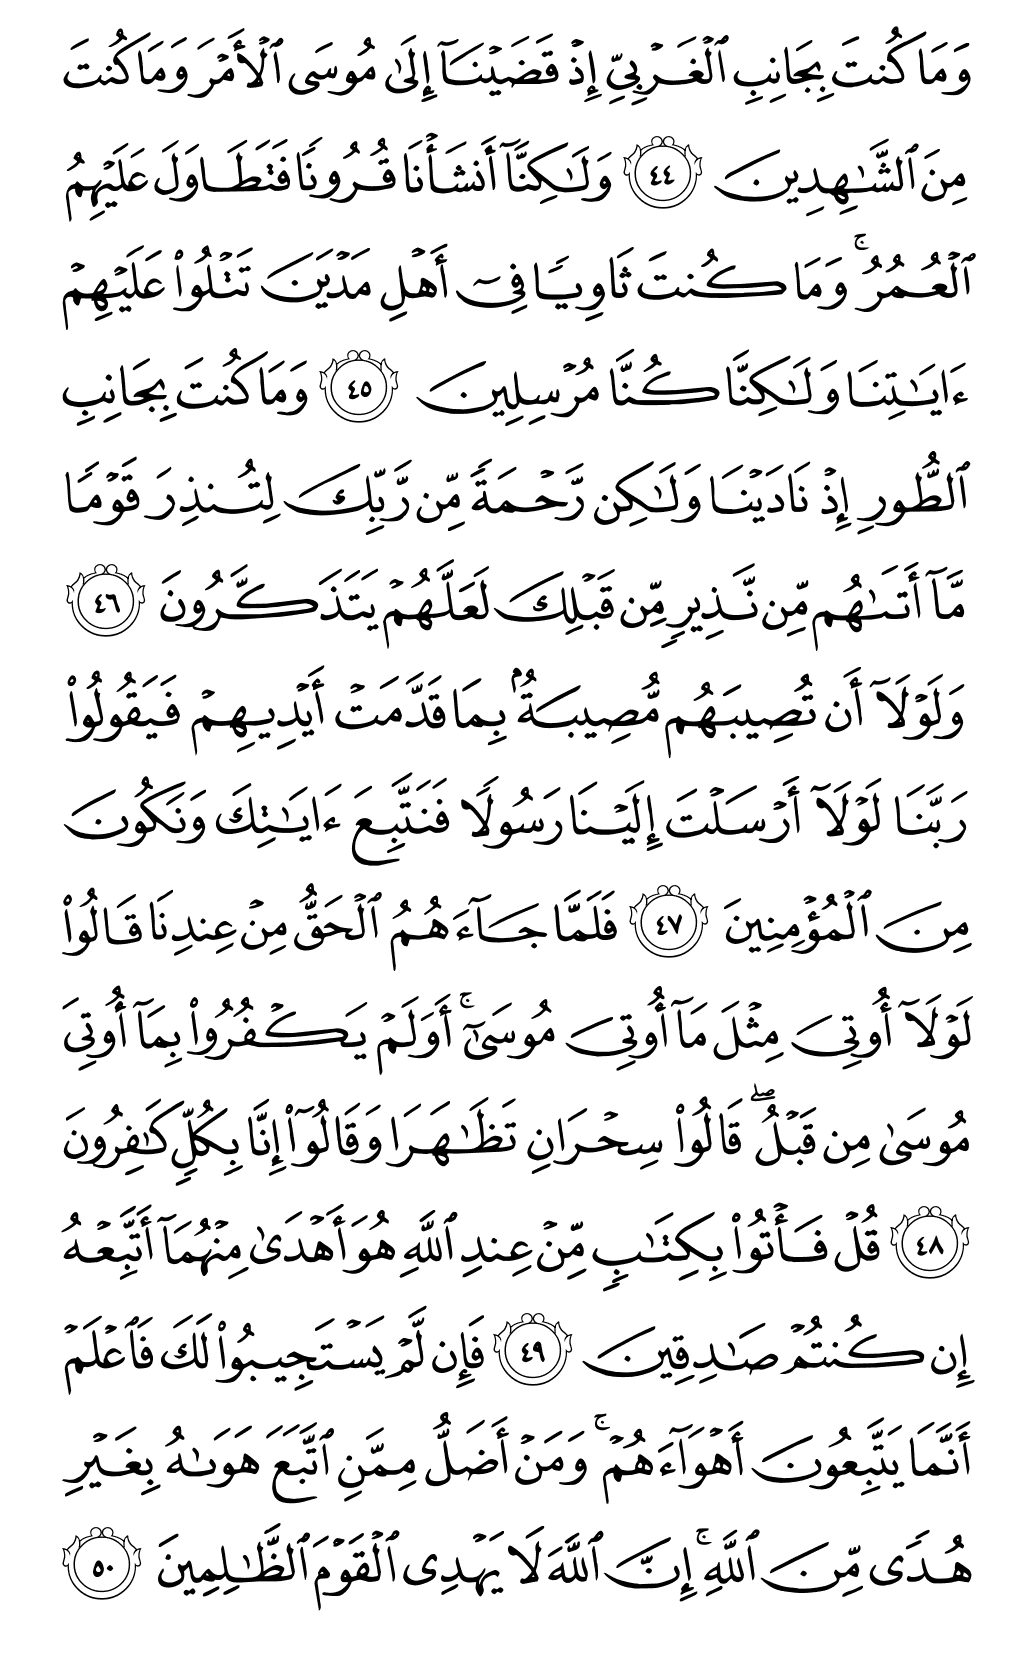 وَمَا كُنتَ بِجَانِبِ ٱلْغَرْبِىِّ إِذْ قَضَيْنَآ إِلَىٰ مُوسَى ٱلْأَمْرَ وَمَا كُنتَ
مِنَ ٱلشَّـٰهِدِينَ ٤٤ وَلَـٰكِنَّآ أَنشَأْنَا قُرُونًا فَتَطَاوَلَ عَلَيْهِمُ
ٱلْعُمُرُ ۚ وَمَا كُنتَ ثَاوِيًا فِىٓ أَهْلِ مَدْيَنَ تَتْلُوا۟ عَلَيْهِمْ
ءَايَـٰتِنَا وَلَـٰكِنَّا كُنَّا مُرْسِلِينَ ٤٥ وَمَا كُنتَ بِجَانِبِ
ٱلطُّورِ إِذْ نَادَيْنَا وَلَـٰكِن رَّحْمَةً مِّن رَّبِّكَ لِتُنذِرَ قَوْمًا
مَّآ أَتَىٰهُم مِّن نَّذِيرٍ مِّن قَبْلِكَ لَعَلَّهُمْ يَتَذَكَّرُونَ ٤٦
وَلَوْلَآ أَن تُصِيبَهُم مُّصِيبَةٌۢ بِمَا قَدَّمَتْ أَيْدِيهِمْ فَيَقُولُوا۟
رَبَّنَا لَوْلَآ أَرْسَلْتَ إِلَيْنَا رَسُولًا فَنَتَّبِعَ ءَايَـٰتِكَ وَنَكُونَ
مِنَ ٱلْمُؤْمِنِينَ ٤٧ فَلَمَّا جَآءَهُمُ ٱلْحَقُّ مِنْ عِندِنَا قَالُوا۟
لَوْلَآ أُوتِىَ مِثْلَ مَآ أُوتِىَ مُوسَىٰٓ ۚ أَوَلَمْ يَكْفُرُوا۟ بِمَآ أُوتِىَ
مُوسَىٰ مِن قَبْلُ ۖ قَالُوا۟ سِحْرَانِ تَظَـٰهَرَا وَقَالُوٓا۟ إِنَّا بِكُلٍّ كَـٰفِرُونَ
٤٨ قُلْ فَأْتُوا۟ بِكِتَـٰبٍ مِّنْ عِندِ ٱللَّهِ هُوَ أَهْدَىٰ مِنْهُمَآ أَتَّبِعْهُ
إِن كُنتُمْ صَـٰدِقِينَ ٤٩ فَإِن لَّمْ يَسْتَجِيبُوا۟ لَكَ فَٱعْلَمْ
أَنَّمَا يَتَّبِعُونَ أَهْوَآءَهُمْ ۚ وَمَنْ أَضَلُّ مِمَّنِ ٱتَّبَعَ هَوَىٰهُ بِغَيْرِ
هُدًى مِّنَ ٱللَّهِ ۚ إِنَّ ٱللَّهَ لَا يَهْدِى ٱلْقَوْمَ ٱلظَّـٰلِمِينَ ٥٠